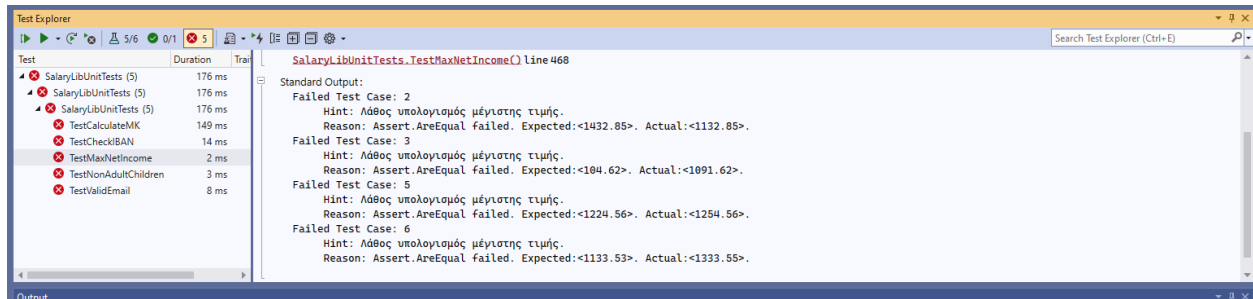 Test Explorer
5/6 0/1 5 Search Test Explorer (Ctrl+E)
Test Duration Trai
SalaryLibUnitTests (5) 176 ms
SalaryLibUnitTests (5) 176 ms
SalaryLibUnitTests (5) 176 ms
TestCalculateMK 149 ms
TestCheckIBAN 14 ms
TestMaxNetIncome 2 ms
TestNonAdultChildren 3 ms
TestValidEmail 8 ms
SalaryLibUnitTests.TestMaxNetIncome() line 468
Standard Output:
Failed Test Case: 2
Hint: Λάθος υπολογισμός μέγιστης τιμής.
Reason: Assert.AreEqual failed. Expected:<1432.85>. Actual:<1132.85>.
Failed Test Case: 3
Hint: Λάθος υπολογισμός μέγιστης τιμής.
Reason: Assert.AreEqual failed. Expected:<104.62>. Actual:<1091.62>.
Failed Test Case: 5
Hint: Λάθος υπολογισμός μέγιστης τιμής.
Reason: Assert.AreEqual failed. Expected:<1224.56>. Actual:<1254.56>.
Failed Test Case: 6
Hint: Λάθος υπολογισμός μέγιστης τιμής.
Reason: Assert.AreEqual failed. Expected:<1133.53>. Actual:<1333.55>.
Output